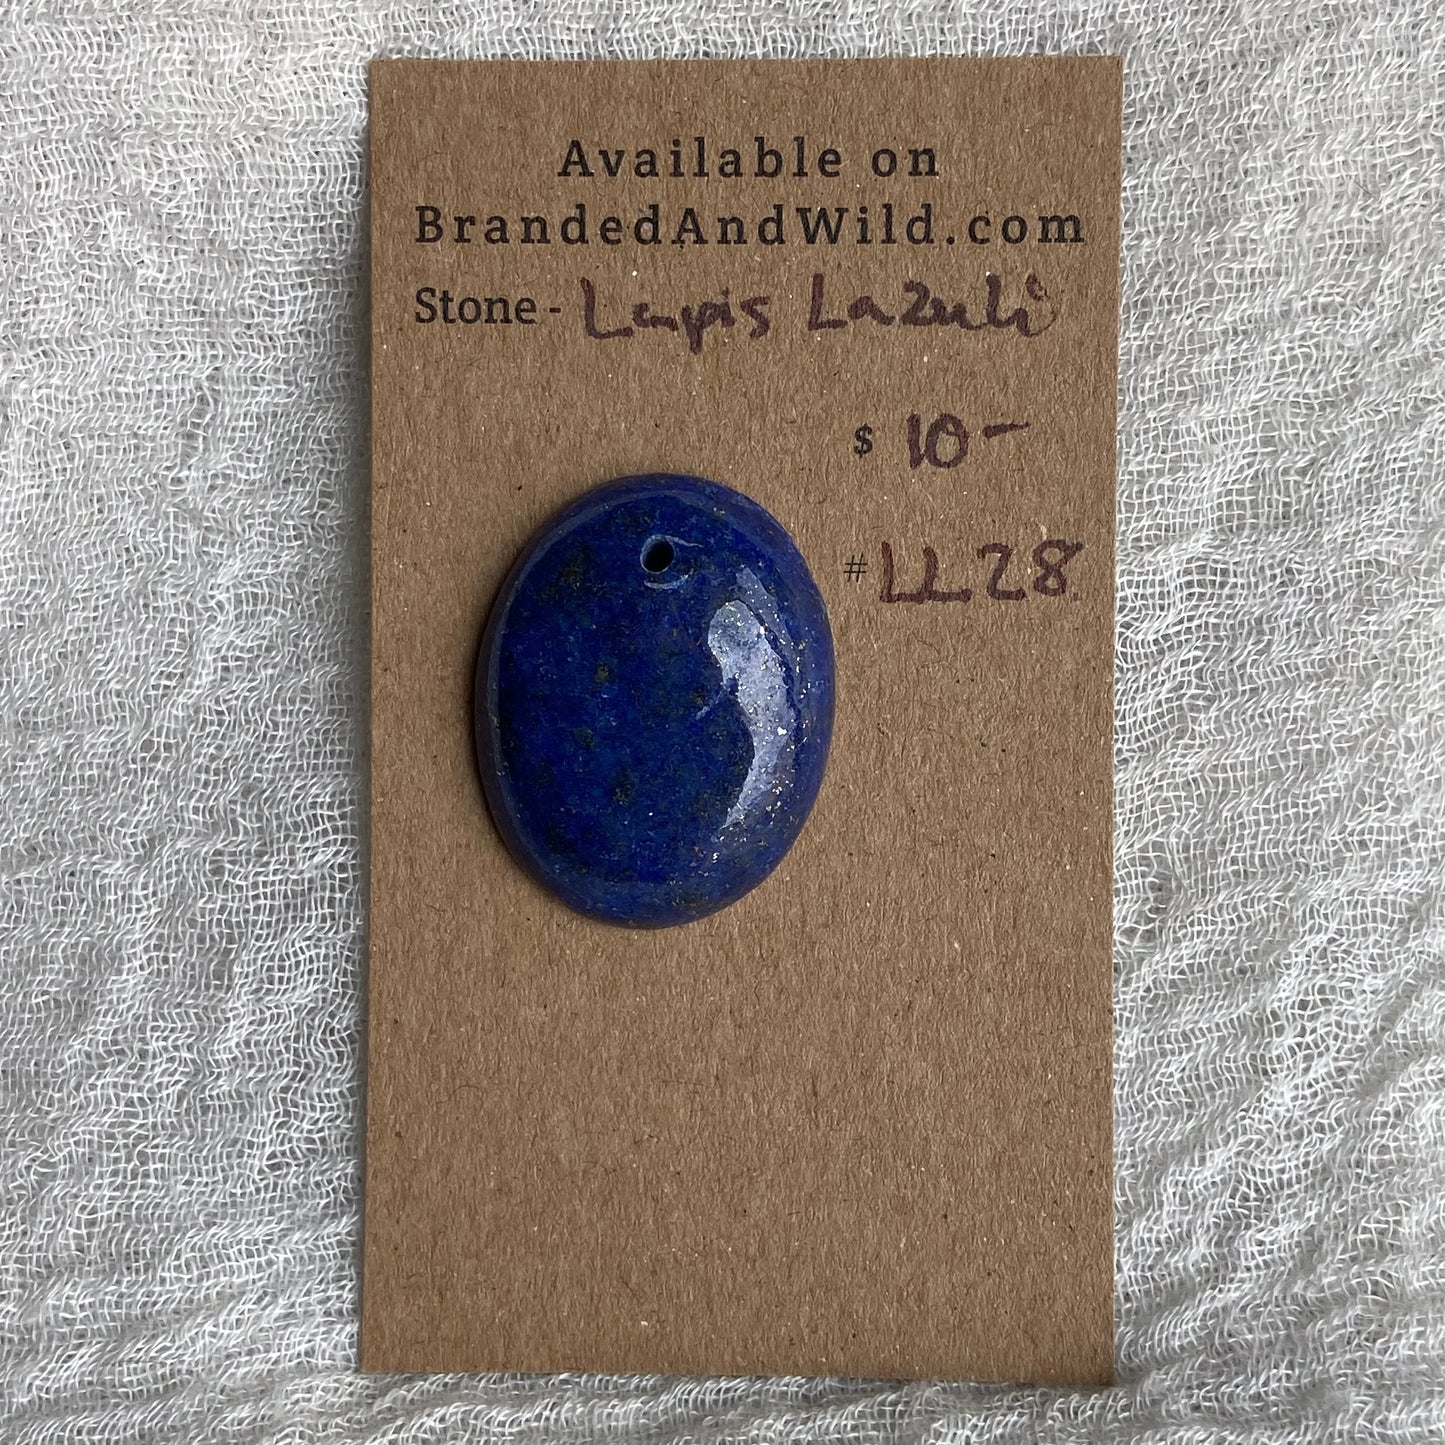 Available on
BrandedAndWild.com
Stone - Lapis Lazuli
$ 10-
# LL28